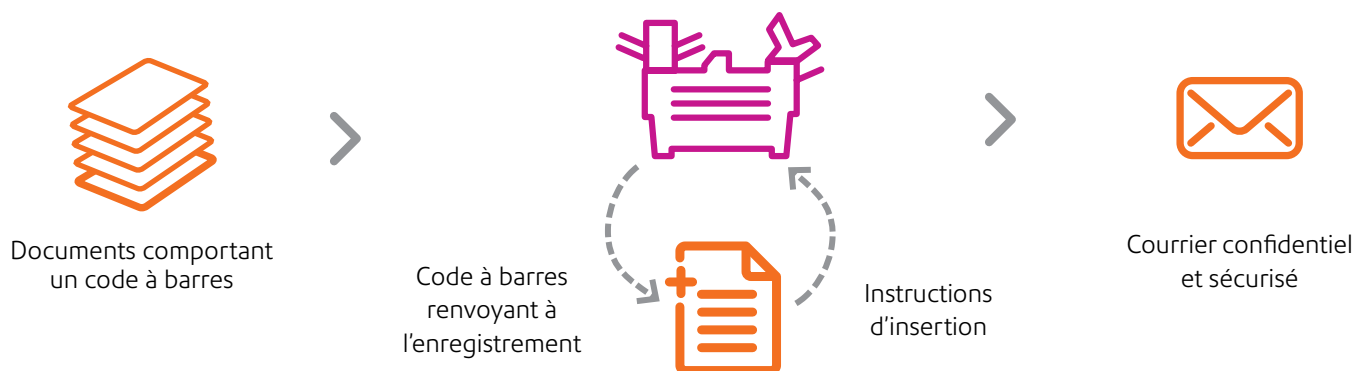 Documents comportant
un code à barres
Code à barres
renvoyant à
l’enregistrement
Instructions
d’insertion
Courrier confidentiel
et sécurisé